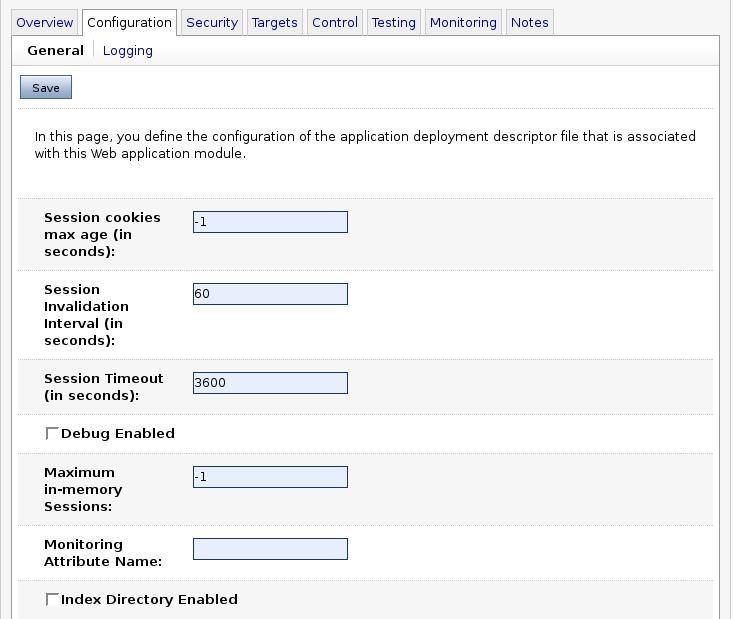 Overview Configuration Security Targets Control Testing Monitoring Notes
General Logging
Save
In this page, you define the configuration of the application deployment descriptor file that is associated
with this Web application module.
Session cookies
max age (in
seconds):
-1
Session
Invalidation
Interval (in
seconds):
60
Session Timeout
(in seconds):
3600
Debug Enabled
Maximum
in-memory
Sessions:
-1
Monitoring
Attribute Name:
Index Directory Enabled